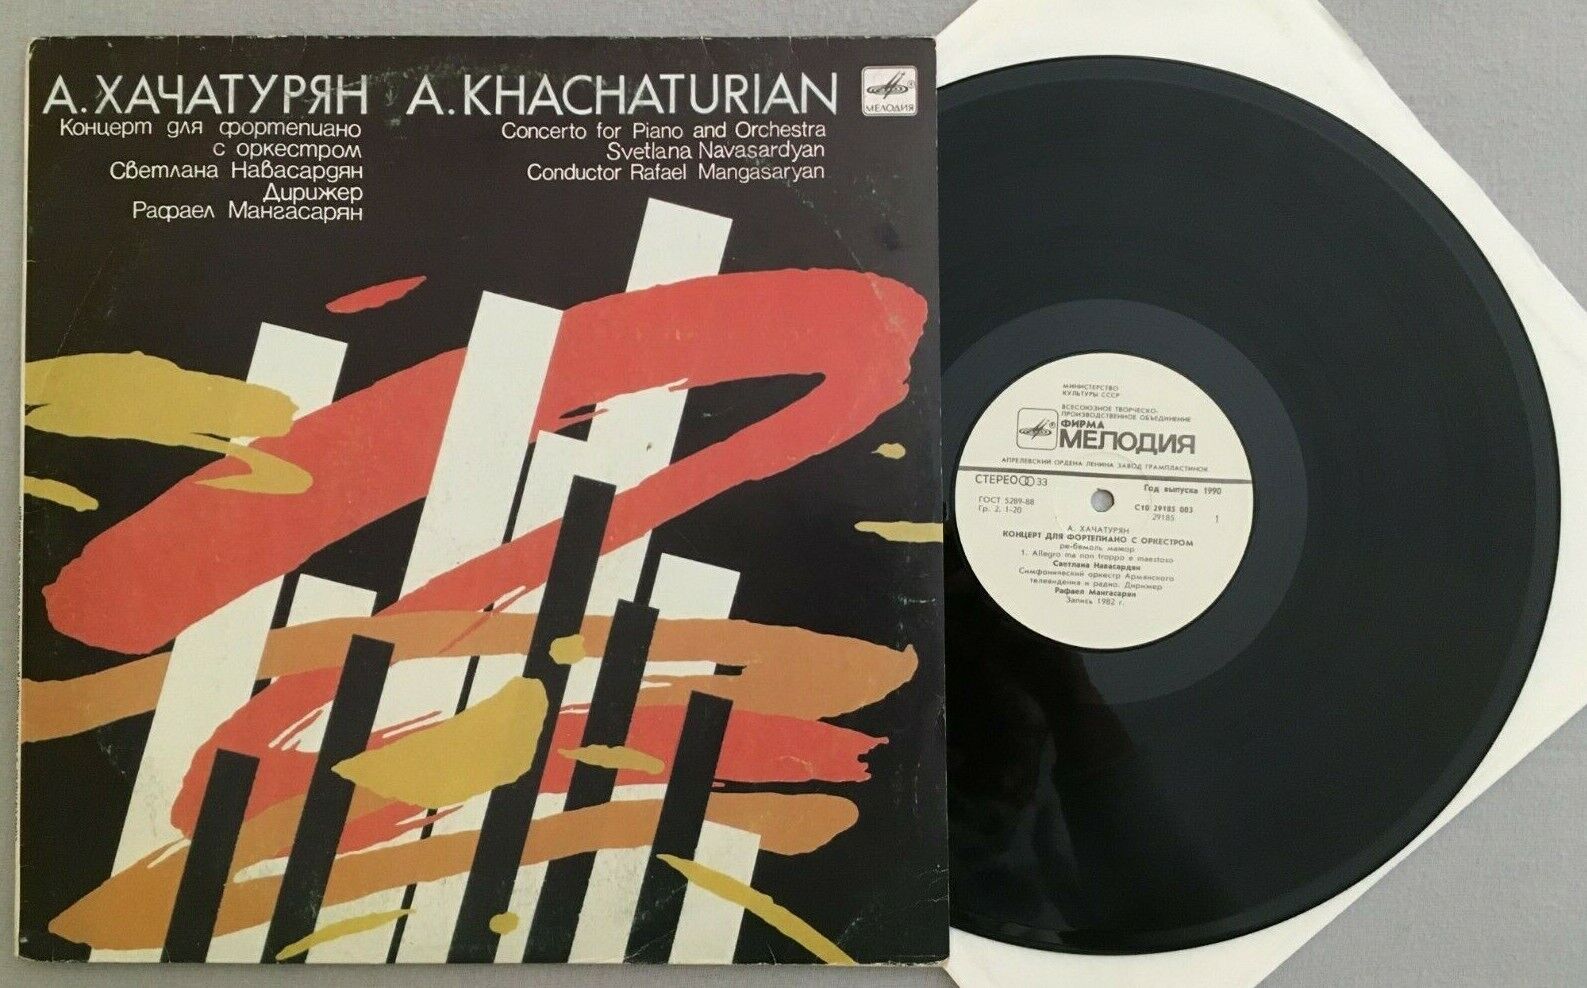 А. ХАЧАТУРЯН
Концерт для фортепиано
с оркестром
Светлана Навасардян
Дирижер
Рафаел Мангасарян
A. KHACHATURIAN
Concerto for Piano and Orchestra
Svetlana Navasardyan
Conductor Rafael Mangasaryan
МЕЛОДИЯ
МИНИСТЕРСТВО
КУЛЬТУРЫ СССР
ВСЕСОЮЗНОЕ ТВОРЧЕСКО-
ПРОИЗВОДСТВЕННОЕ ОБЪЕДИНЕНИЕ
ФИРМА
МЕЛОДИЯ
АПРЕЛЕВСКИЙ ОРДЕНА ЛЕНИНА ЗАВОД ГРАМПЛАСТИНОК
СТЕРЕО 33
Год выпуска 1990
ГОСТ 5289-88
Гр. 2. 1-20
С10 29185 003
29185
1
А. ХАЧАТУРЯН
КОНЦЕРТ ДЛЯ ФОРТЕПИАНО С ОРКЕСТРОМ
ре-бемоль мажор
1. Allegro ma non troppo e maestoso
Светлана Навасардян
Симфонический оркестр Армянского
телевидения и радио. Дирижер
Рафаел Мангасарян
Запись 1982 г.